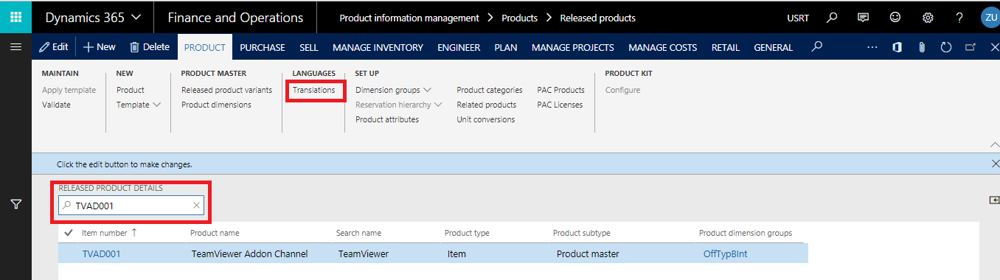 Dynamics 365 Finance and Operations Product information management Products Released products USRT ? ZU
Edit New Delete PRODUCT PURCHASE SELL MANAGE INVENTORY ENGINEER PLAN MANAGE PROJECTS MANAGE COSTS RETAIL GENERAL ...
MAINTAIN NEW PRODUCT MASTER LANGUAGES SET UP PRODUCT KIT
Apply template Product Released product variants Translations Dimension groups Product categories PAC Products Configure
Validate Template Product dimensions Reservation hierarchy Related products PAC Licenses
Product attributes Unit conversions
Click the edit button to make changes.
RELEASED PRODUCT DETAILS
TVAD001
Item number Product name Search name Product type Product subtype Product dimension groups
TVAD001 TeamViewer Addon Channel TeamViewer Item Product master OffTypBInt